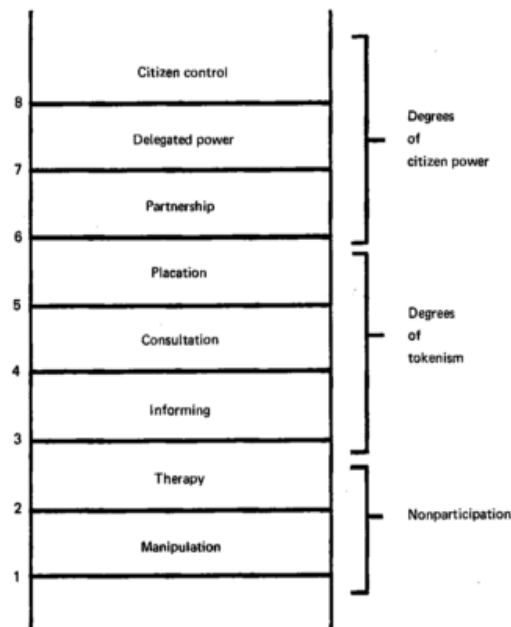 Citizen control
8
Delegated power
7
Partnership
6
Placation
5
Consultation
4
Informing
3
Therapy
2
Manipulation
1
Degrees
of
citizen power
Degrees
of
tokenism
Nonparticipation